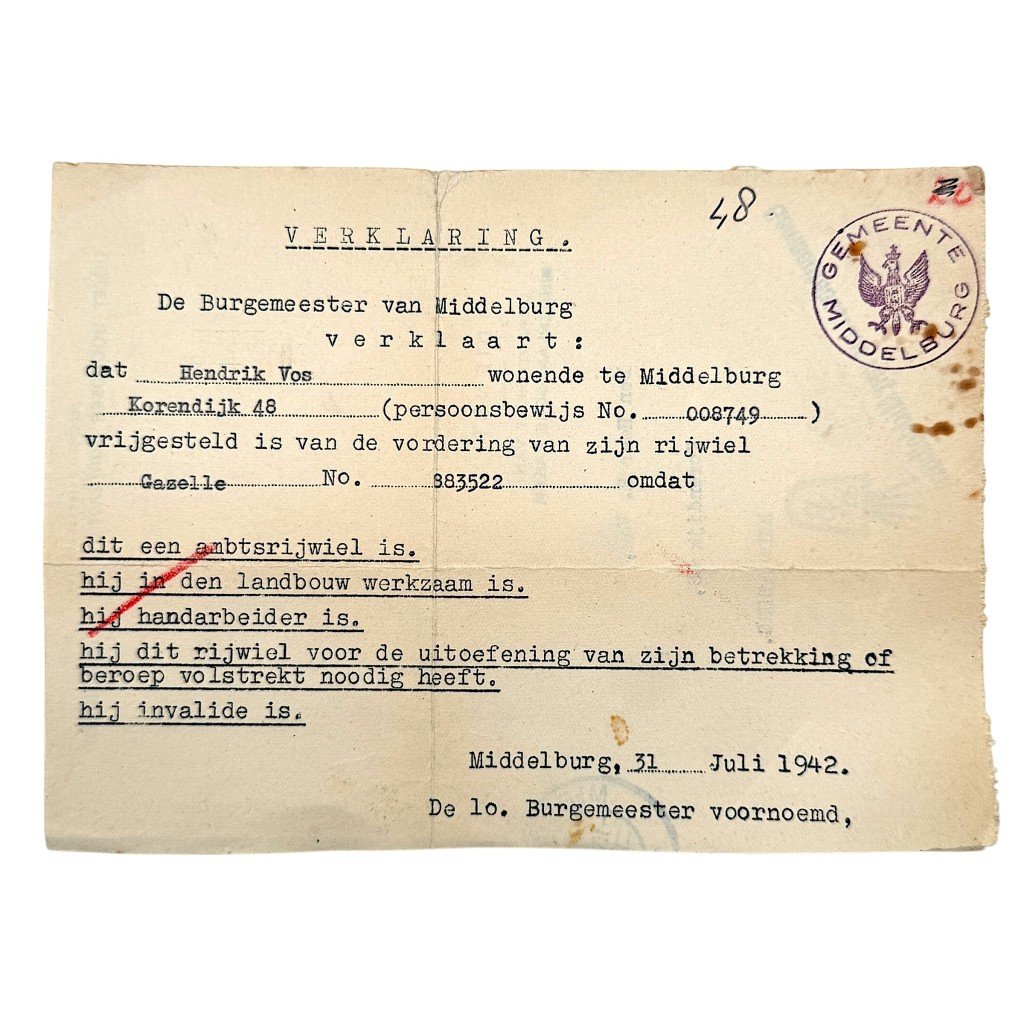 48
20
GEMEENTE MIDDELBURG
VERKLARING.
De Burgemeester van Middelburg
verklaart:
dat Hendrik Vos wonende te Middelburg
Korendijk 48 (persoonsbewijs No. 008749 )
vrijgesteld is van de vordering van zijn rijwiel
Gazelle No. 883522 omdat
dit een ambtsrijwiel is.
hij in den landbouw werkzaam is.
hij handarbeider is.
hij dit rijwiel voor de uitoefening van zijn betrekking of
beroep volstrekt noodig heeft.
hij invalide is.
Middelburg, 31 Juli 1942.
De lo. Burgemeester voornoemd,